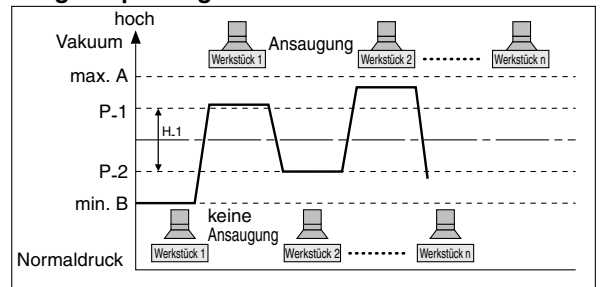 hoch
Vakuum
Ansaugung
Werkstück 1
Werkstück 2
Werkstück n
max. A
P_1
H_1
P_2
min. B
keine
Ansaugung
Werkstück 1
Werkstück 2
Werkstück n
Normaldruck